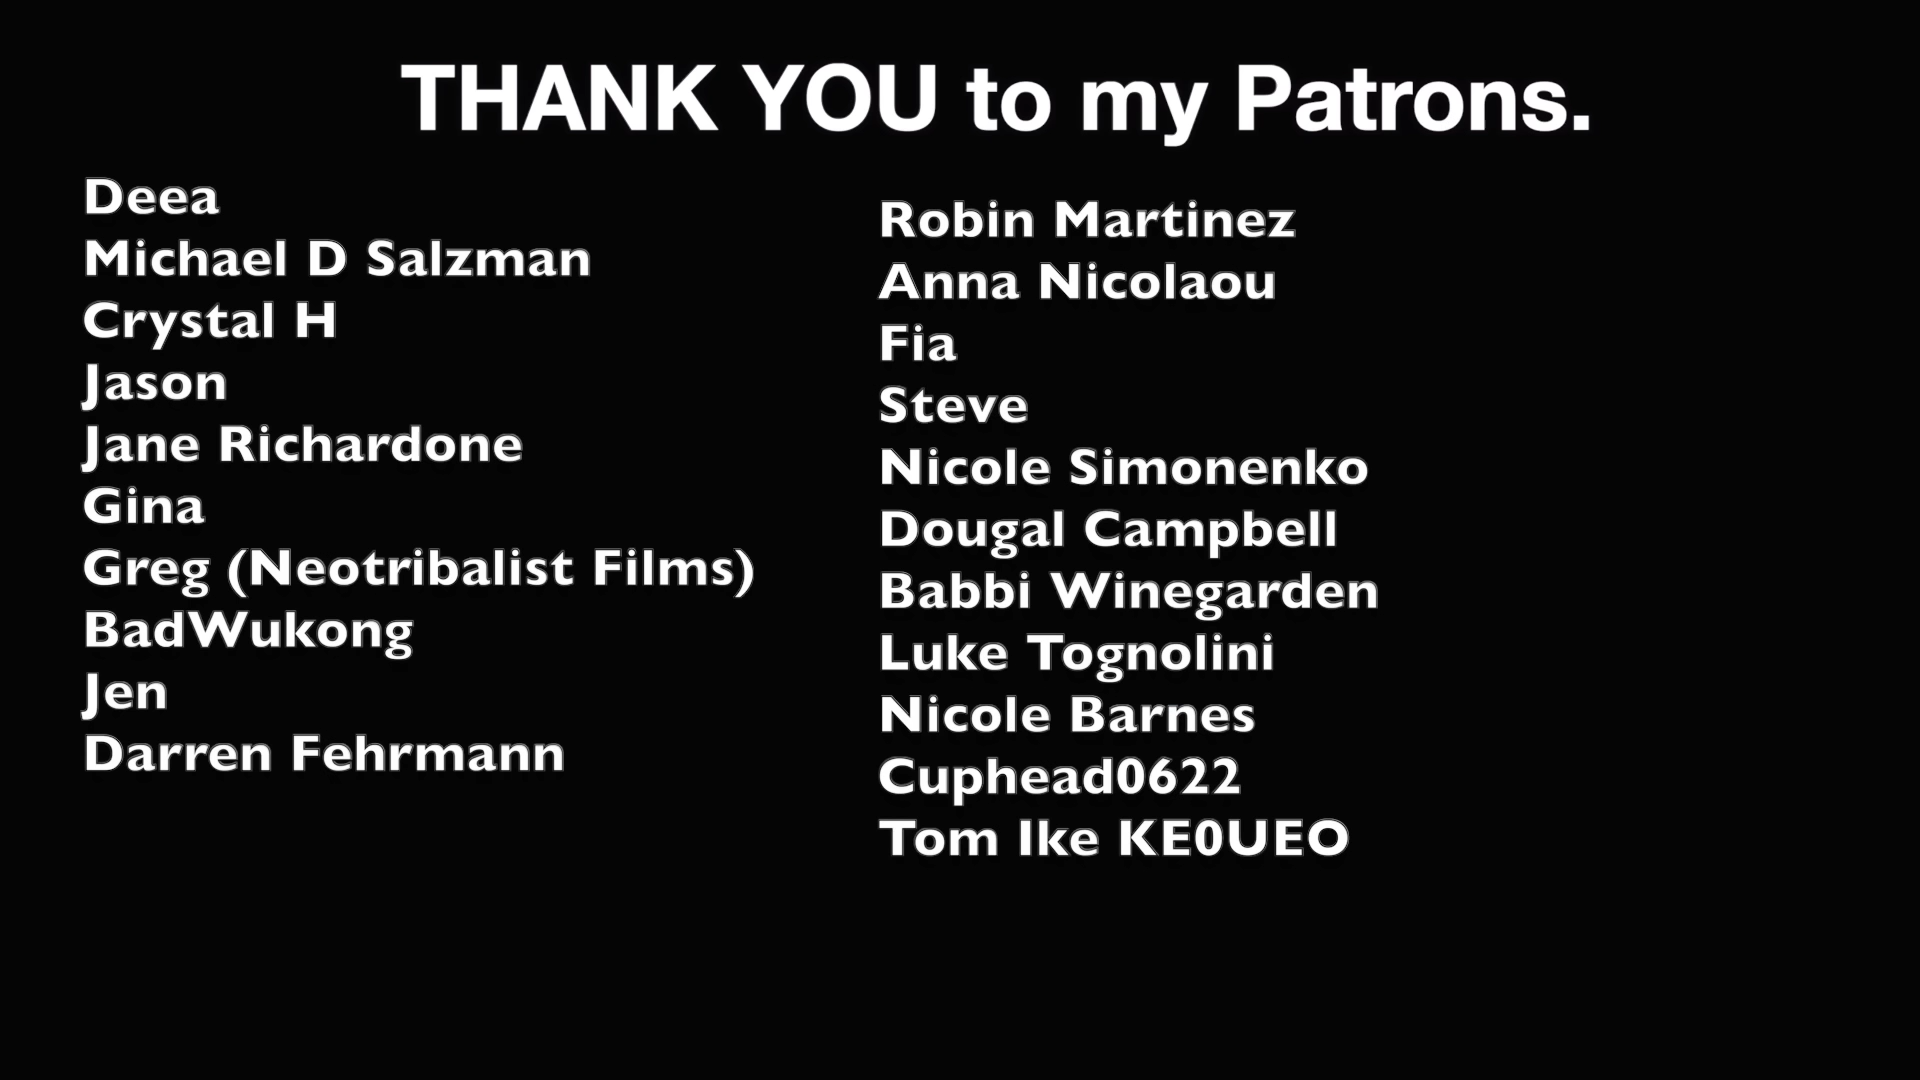 THANK YOU to my Patrons.
Deea
Michael D Salzman
Crystal H
Jason
Jane Richardone
Gina
Greg (Neotribalist Films)
BadWukong
Jen
Darren Fehrmann
Robin Martinez
Anna Nicolaou
Fia
Steve
Nicole Simonenko
Dougal Campbell
Babbi Winegarden
Luke Tognolini
Nicole Barnes
Cuphead0622
Tom Ike KE0UEO